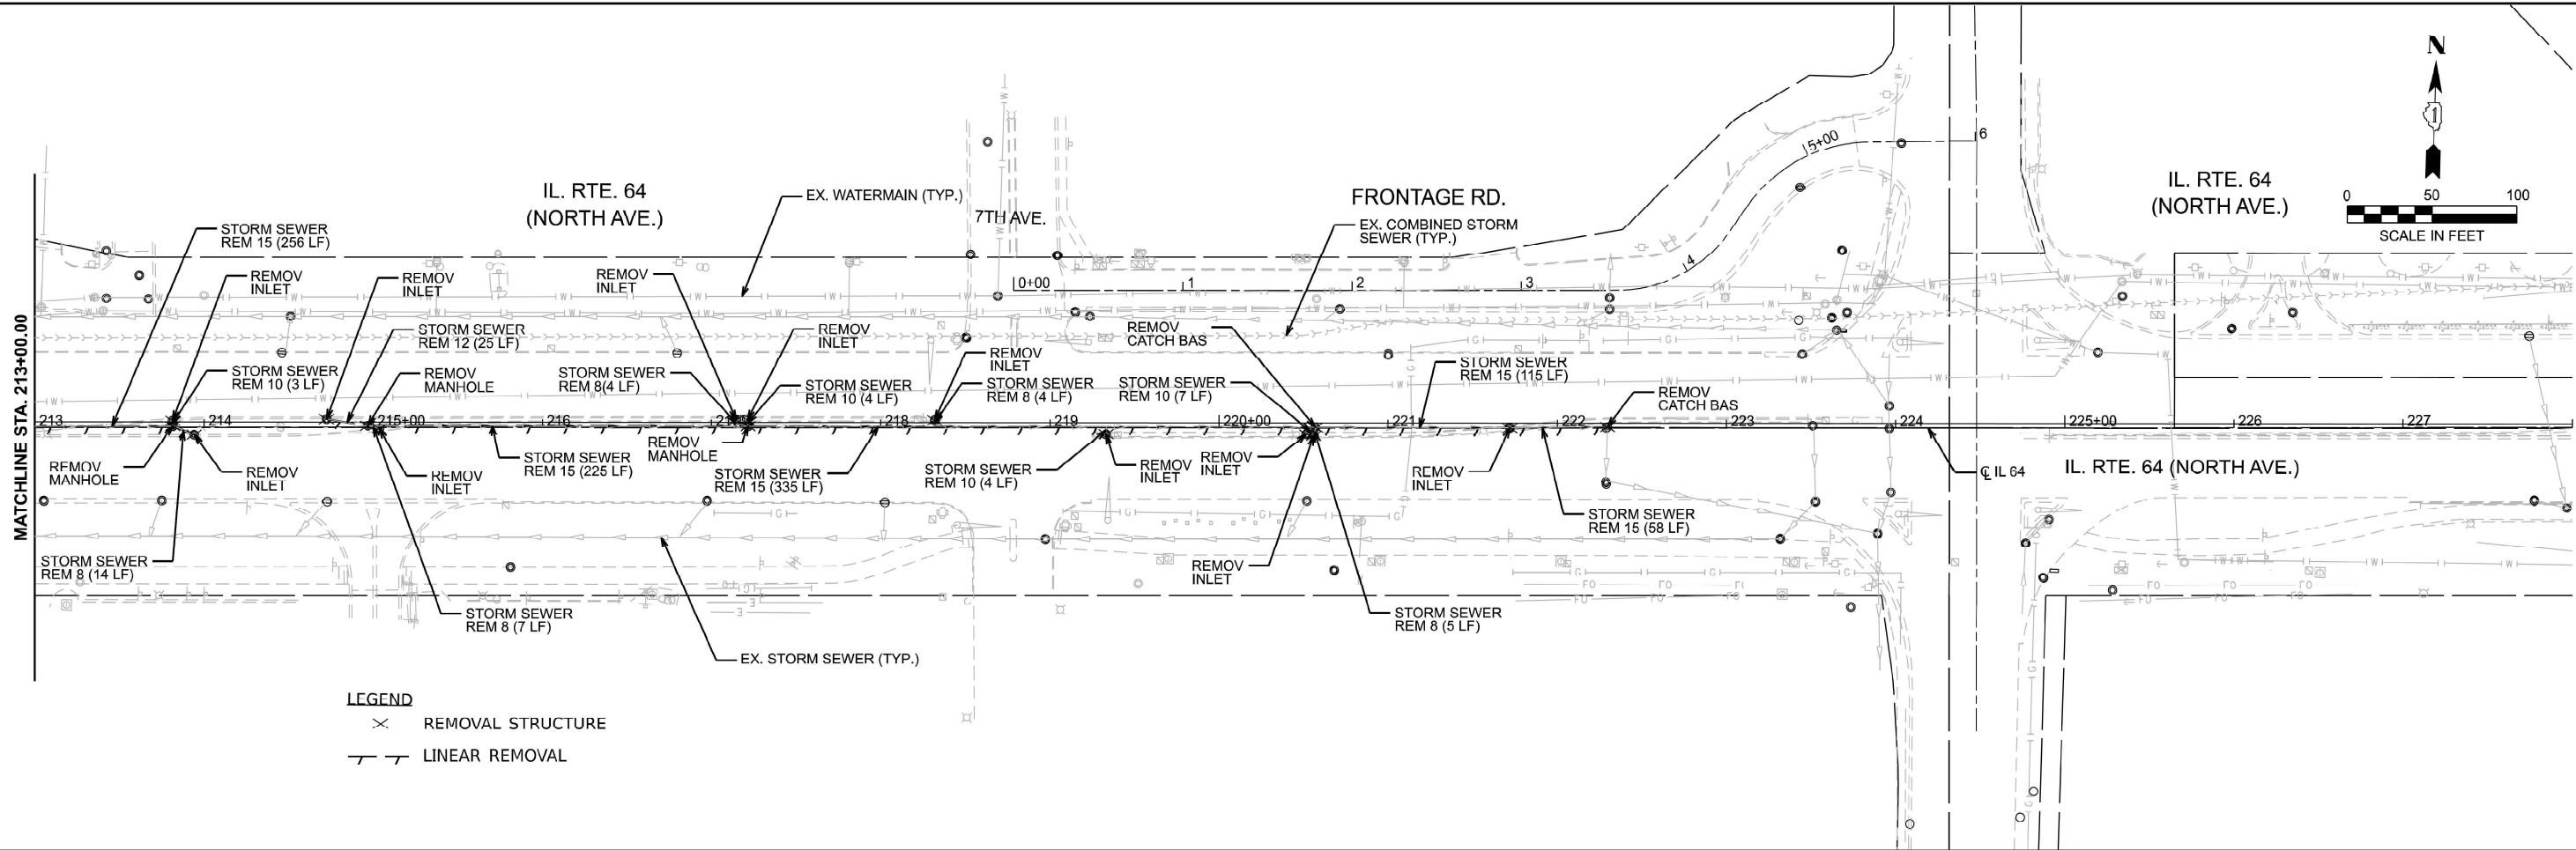 N
IL. RTE. 64
(NORTH AVE.)
EX. WATERMAIN (TYP.)
7TH AVE.
FRONTAGE RD.
EX. COMBINED STORM
SEWER (TYP.)
5+00
6
IL. RTE. 64
(NORTH AVE.)
0 50 100
SCALE IN FEET
STORM SEWER
REM 15 (256 LF)
REMOV
INLET
REMOV
INLET
REMOV
INLET
0+00 1 2 3 4
STORM SEWER
REM 12 (25 LF)
REMOV
INLET
REMOV
CATCH BAS
REMOV
INLET
STORM SEWER
REM 10 (3 LF)
REMOV
MANHOLE
STORM SEWER
REM 8(4 LF)
STORM SEWER
REM 10 (4 LF)
STORM SEWER
REM 8 (4 LF)
STORM SEWER
REM 10 (7 LF)
STORM SEWER
REM 15 (115 LF)
REMOV
CATCH BAS
MATCHLINE STA. 213+00.00
213 214 215+00 216 218 219 220+00 221 222 223 224 225+00 226 227
REMOV
MANHOLE
REMOV
INLET
REMOV
INLET
STORM SEWER
REM 15 (225 LF)
REMOV
MANHOLE
STORM SEWER
REM 15 (335 LF)
STORM SEWER
REM 10 (4 LF)
REMOV
INLET
REMOV
INLET
REMOV
INLET
℄ IL 64
IL. RTE. 64 (NORTH AVE.)
STORM SEWER
REM 15 (58 LF)
STORM SEWER
REM 8 (14 LF)
REMOV
INLET
STORM SEWER
REM 8 (7 LF)
STORM SEWER
REM 8 (5 LF)
EX. STORM SEWER (TYP.)
LEGEND
REMOVAL STRUCTURE
LINEAR REMOVAL